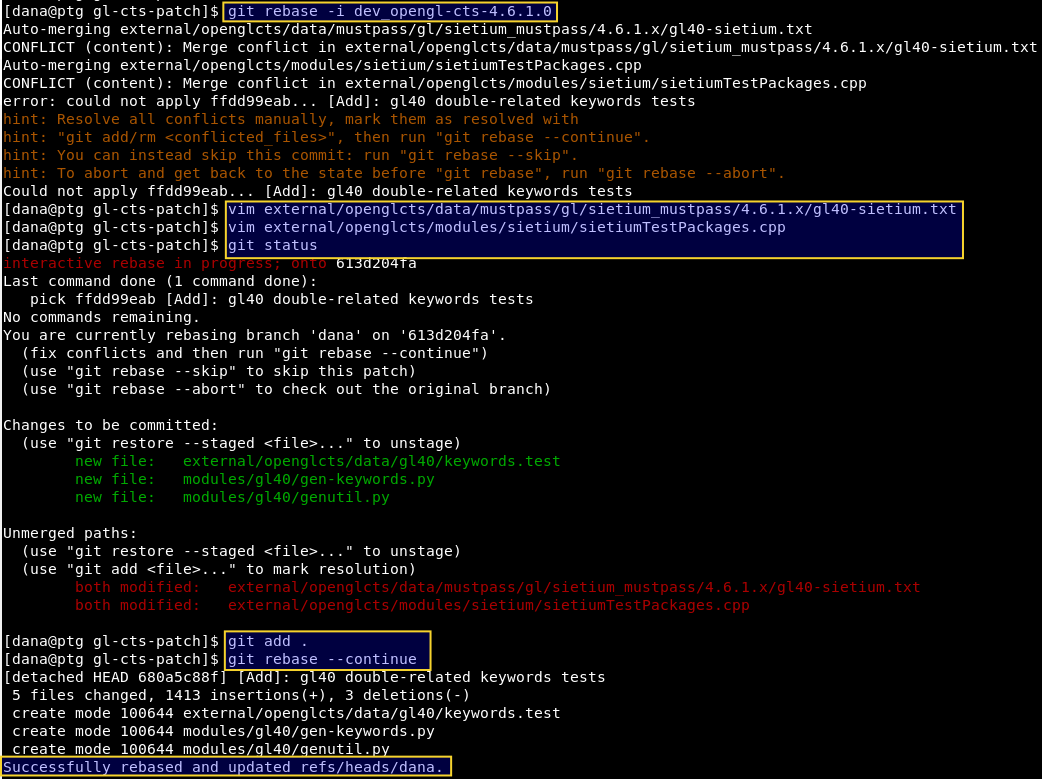 [dana@ptg gl-cts-patch]$ git rebase -i dev_opengl-cts-4.6.1.0
Auto-merging external/openglcts/data/mustpass/gl/sietium_mustpass/4.6.1.x/gl40-sietium.txt
CONFLICT (content): Merge conflict in external/openglcts/data/mustpass/gl/sietium_mustpass/4.6.1.x/gl40-sietium.txt
Auto-merging external/openglcts/modules/sietium/sietiumTestPackages.cpp
CONFLICT (content): Merge conflict in external/openglcts/modules/sietium/sietiumTestPackages.cpp
error: could not apply ffdd99eab... [Add]: gl40 double-related keywords tests
hint: Resolve all conflicts manually, mark them as resolved with
hint: "git add/rm <conflicted_files>", then run "git rebase --continue".
hint: You can instead skip this commit: run "git rebase --skip".
hint: To abort and get back to the state before "git rebase", run "git rebase --abort".
Could not apply ffdd99eab... [Add]: gl40 double-related keywords tests
[dana@ptg gl-cts-patch]$ vim external/openglcts/data/mustpass/gl/sietium_mustpass/4.6.1.x/gl40-sietium.txt
[dana@ptg gl-cts-patch]$ vim external/openglcts/modules/sietium/sietiumTestPackages.cpp
[dana@ptg gl-cts-patch]$ git status
interactive rebase in progress; onto 613d204fa
Last command done (1 command done):
   pick ffdd99eab [Add]: gl40 double-related keywords tests
No commands remaining.
You are currently rebasing branch 'dana' on '613d204fa'.
  (fix conflicts and then run "git rebase --continue")
  (use "git rebase --skip" to skip this patch)
  (use "git rebase --abort" to check out the original branch)

Changes to be committed:
  (use "git restore --staged <file>..." to unstage)
        new file:   external/openglcts/data/gl40/keywords.test
        new file:   modules/gl40/gen-keywords.py
        new file:   modules/gl40/genutil.py

Unmerged paths:
  (use "git restore --staged <file>..." to unstage)
  (use "git add <file>..." to mark resolution)
        both modified:   external/openglcts/data/mustpass/gl/sietium_mustpass/4.6.1.x/gl40-sietium.txt
        both modified:   external/openglcts/modules/sietium/sietiumTestPackages.cpp

[dana@ptg gl-cts-patch]$ git add .
[dana@ptg gl-cts-patch]$ git rebase --continue
[detached HEAD 680a5c88f] [Add]: gl40 double-related keywords tests
 5 files changed, 1413 insertions(+), 3 deletions(-)
 create mode 100644 external/openglcts/data/gl40/keywords.test
 create mode 100644 modules/gl40/gen-keywords.py
 create mode 100644 modules/gl40/genutil.py
Successfully rebased and updated refs/heads/dana.